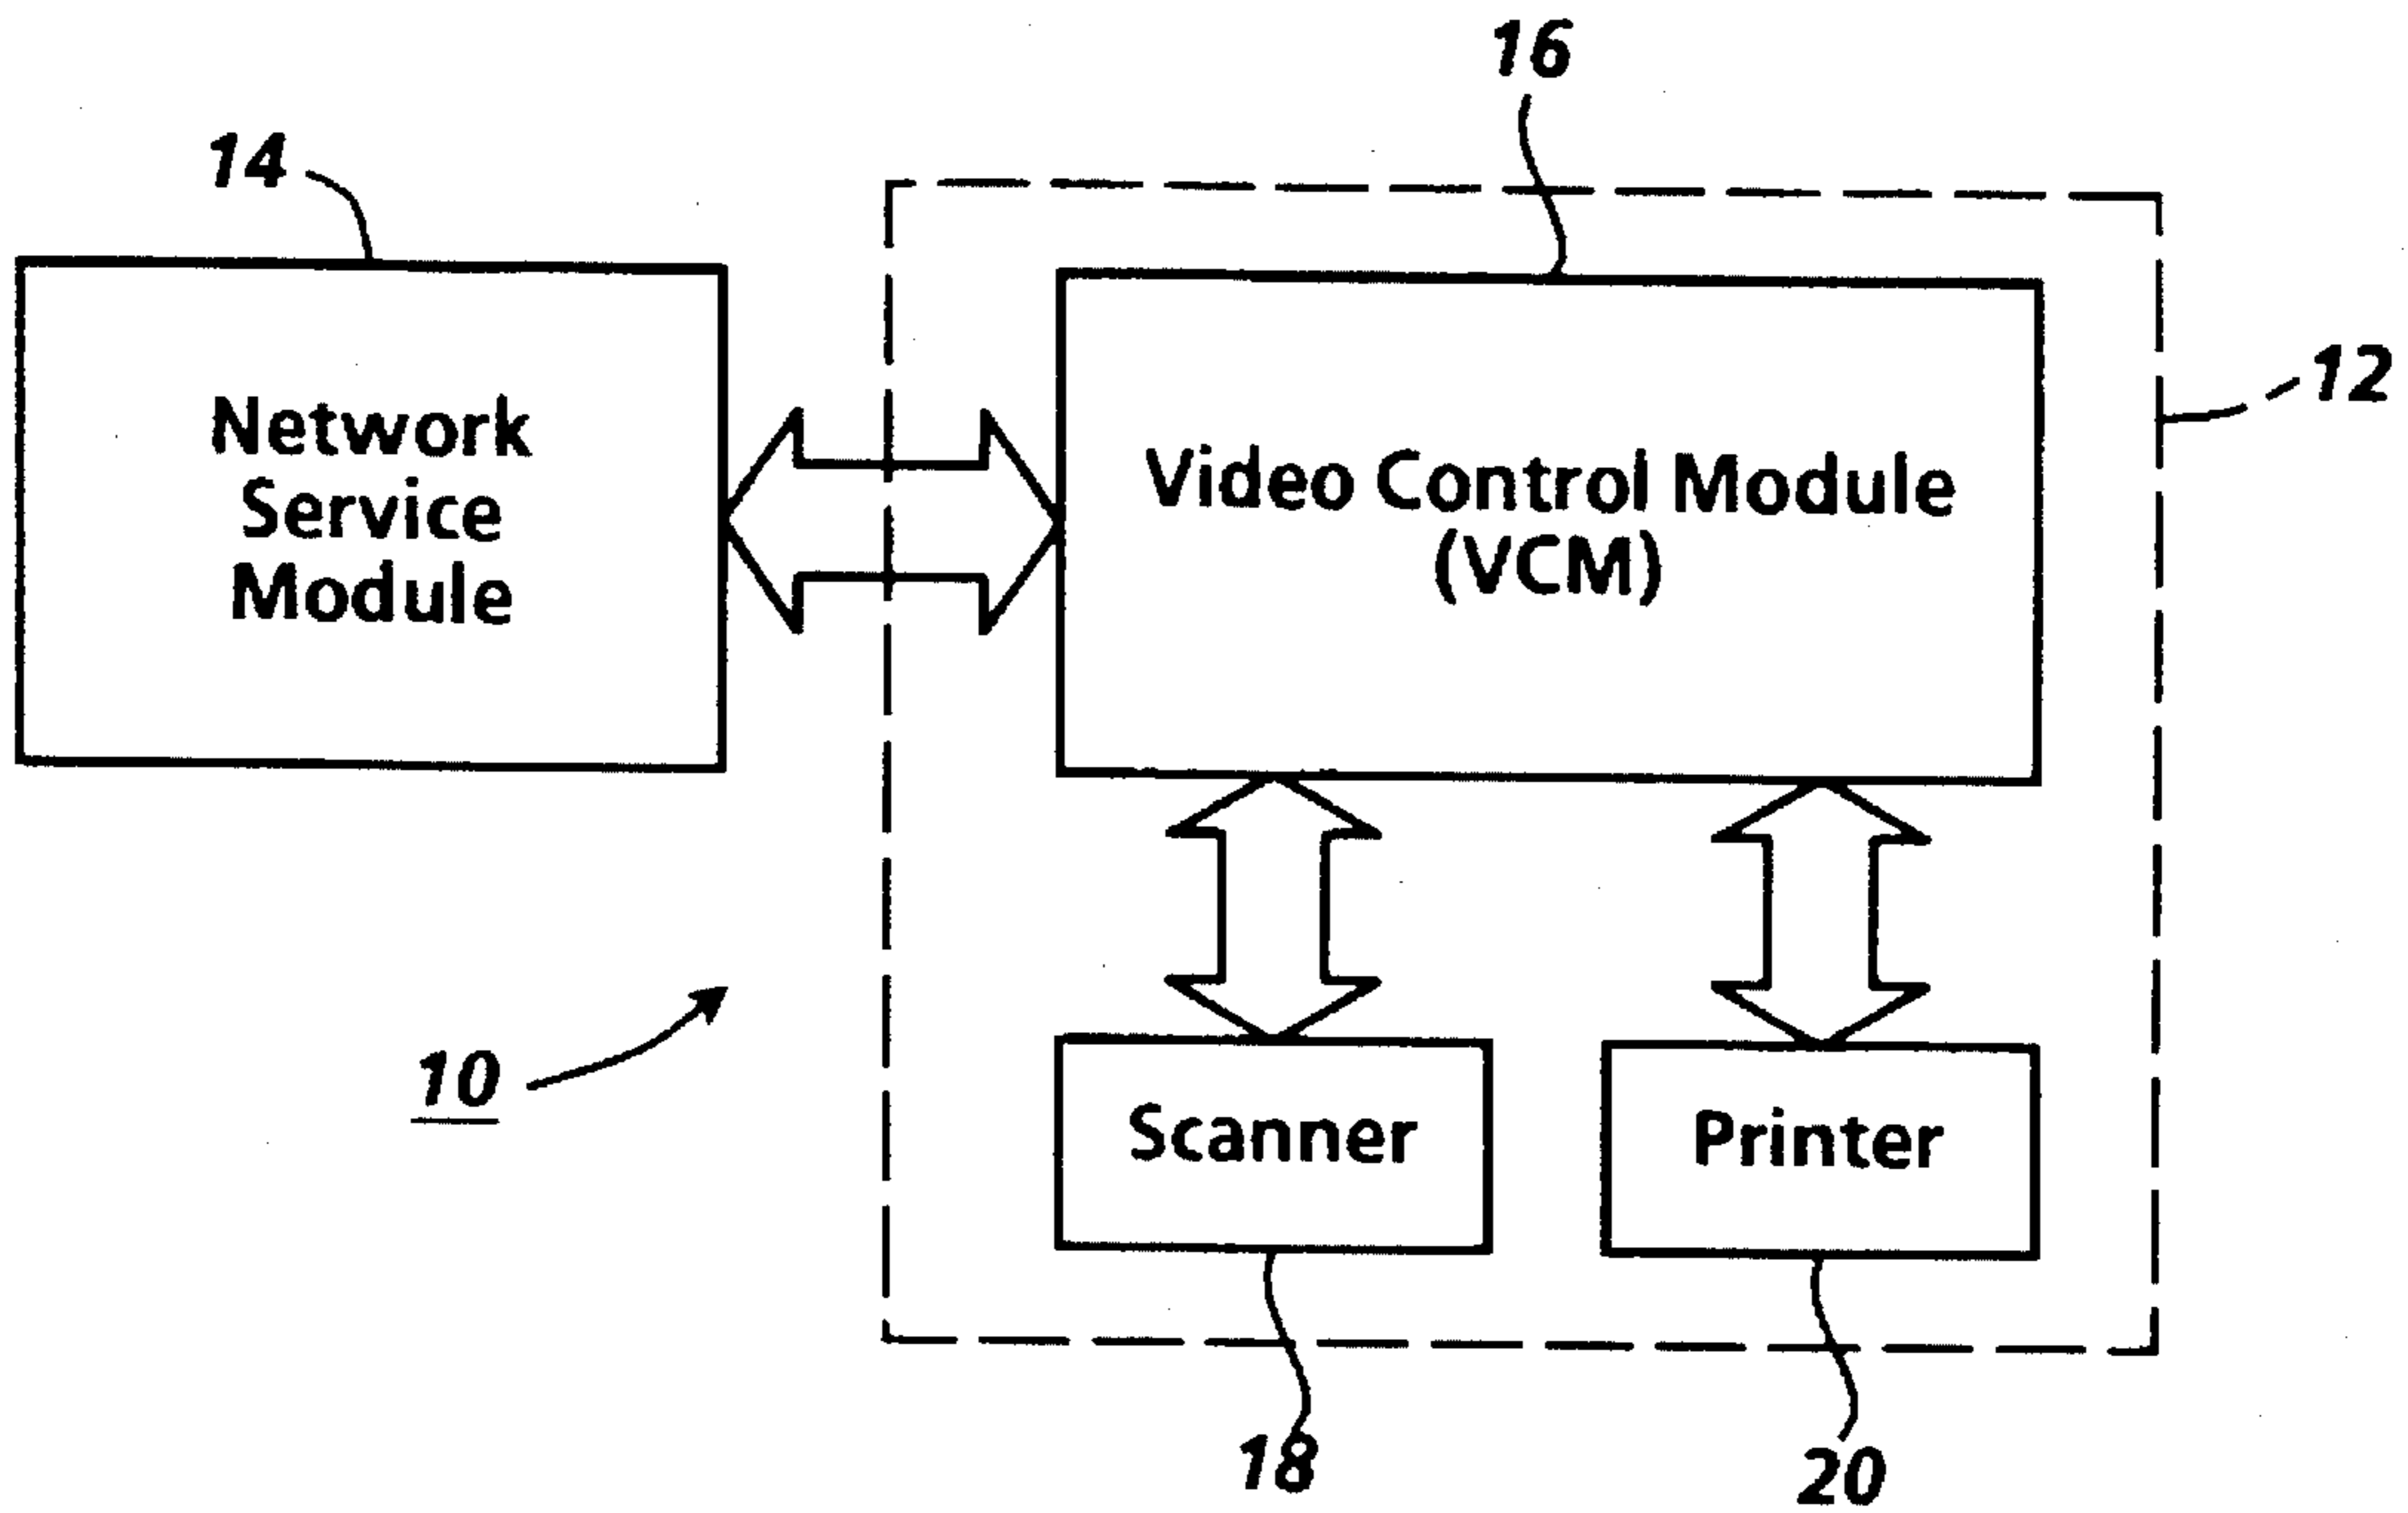 16
14
12
Network
Service
Module
Video Control Module
(VCM)
10
Scanner
Printer
18
20